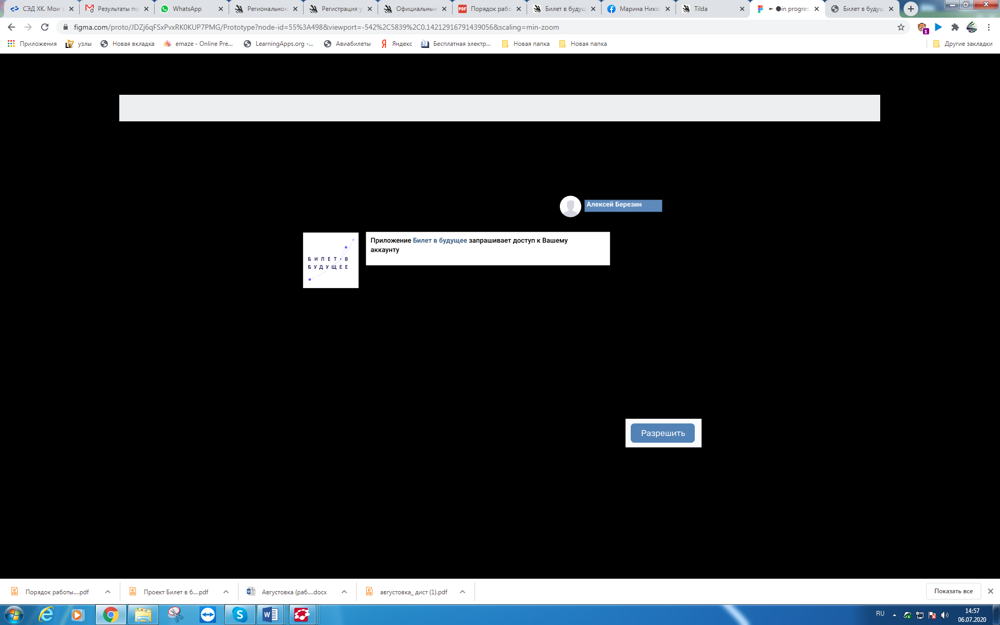 СЭД ХК. Мои з
Результаты по
WhatsApp
Региональном
Регистрация у
Официальные
Порядок рабо
Билет в будущ
Марина Нико
Tilda
► ●in progres
Билет в будущ
figma.com/proto/JDZj6qFSxPvxRK0KUP7PMG/Prototype?node-id=55%3A498&viewport=-542%2C5839%2C0.14212916791439056&scaling=min-zoom
1
Приложения
узлы
Новая вкладка
emaze - Online Pre...
LearningApps.org -...
Авиабилеты
Яндекс
Бесплатная электр...
Новая папка
Новая папка
Другие закладки
Алексей Березин
БИЛЕТ В
БУДУЩЕЕ
Приложение Билет в будущее запрашивает доступ к Вашему
аккаунту
Разрешить
Порядок работы....pdf
Проект Билет в б....pdf
Августовка (раб....docx
августовка_ дист (1).pdf
Показать все
RU
14:57
06.07.2020